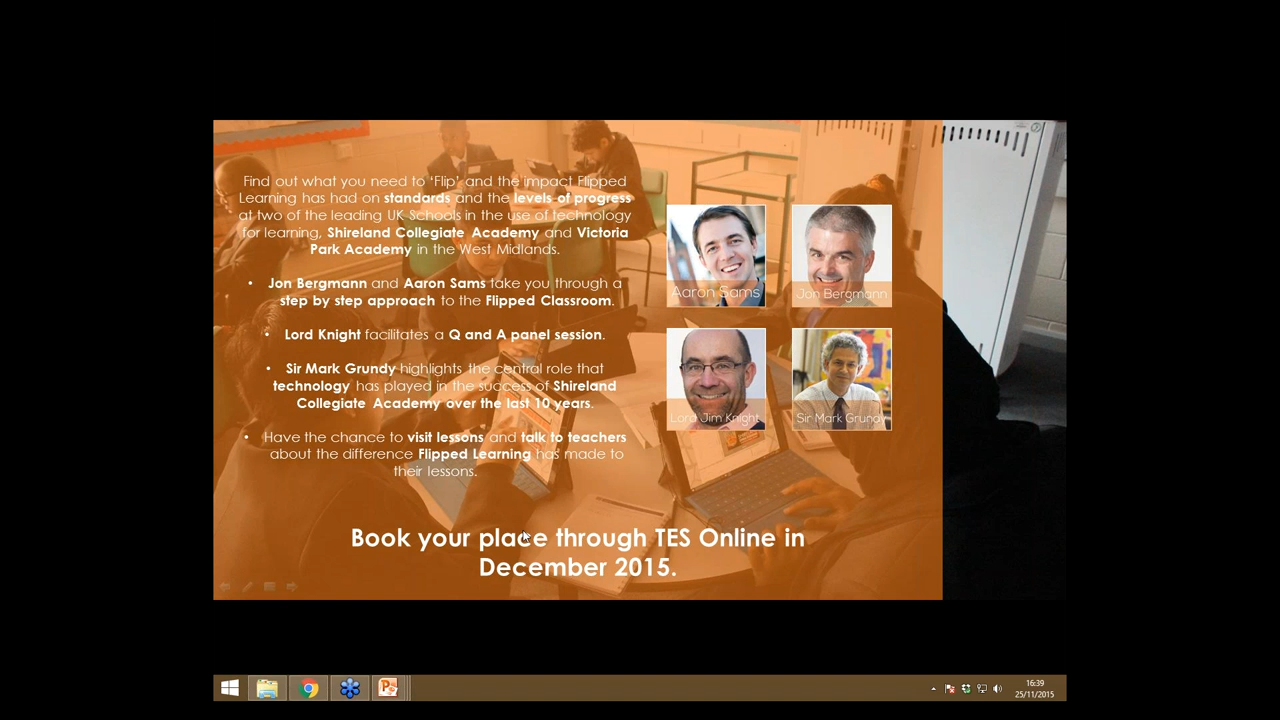 Find out what you need to ‘Flip’ and the impact Flipped
Learning has had on standards and the levels of progress
at two of the leading UK Schools in the use of technology
for learning, Shireland Collegiate Academy and Victoria
Park Academy in the West Midlands.
• Jon Bergmann and Aaron Sams take you through a
step by step approach to the Flipped Classroom.
• Lord Knight facilitates a Q and A panel session.
• Sir Mark Grundy highlights the central role that
technology has played in the success of Shireland
Collegiate Academy over the last 10 years.
• Have the chance to visit lessons and talk to teachers
about the difference Flipped Learning has made to
their lessons.
Aaron Sams
Jon Bergmann
Lord Jim Knight
Sir Mark Grundy
Book your place through TES Online in
December 2015.
16:39
25/11/2015